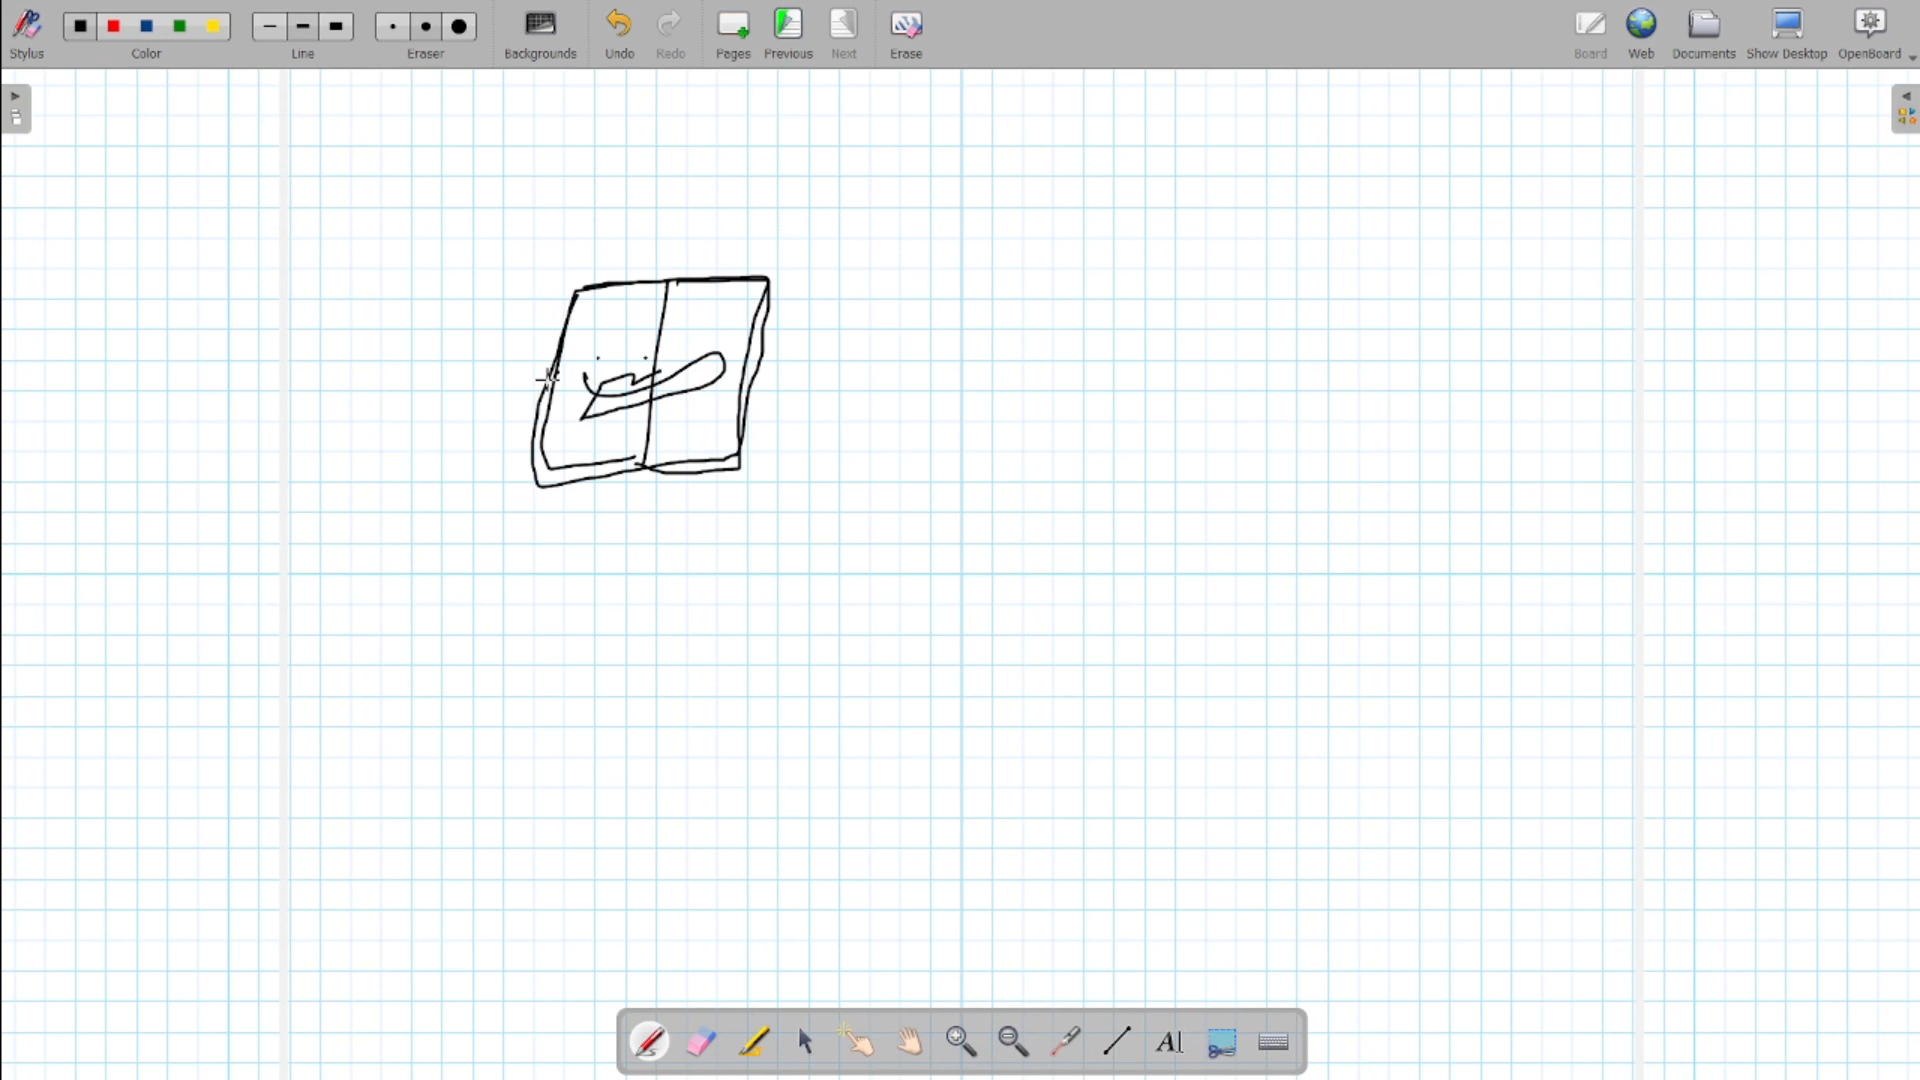 Stylus
Color
Line
Eraser
Backgrounds
Undo
Redo
Pages
Previous
Next
Erase
Board
Web
Documents
Show Desktop
OpenBoard